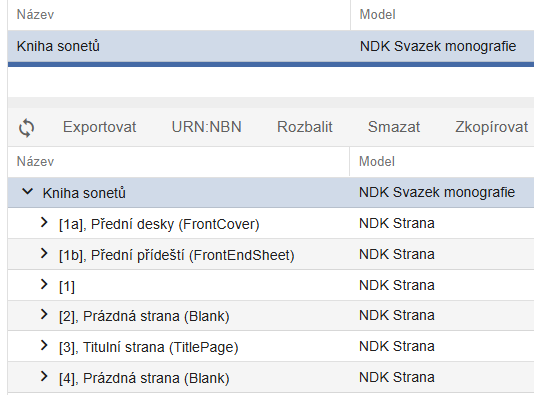 Název Model
Kniha sonetů NDK Svazek monografie
Exportovat URN:NBN Rozbalit Smazat Zkopírovat
Název Model
Kniha sonetů NDK Svazek monografie
[1a], Přední desky (FrontCover) NDK Strana
[1b], Přední přídeští (FrontEndSheet) NDK Strana
[1] NDK Strana
[2], Prázdná strana (Blank) NDK Strana
[3], Titulní strana (TitlePage) NDK Strana
[4], Prázdná strana (Blank) NDK Strana